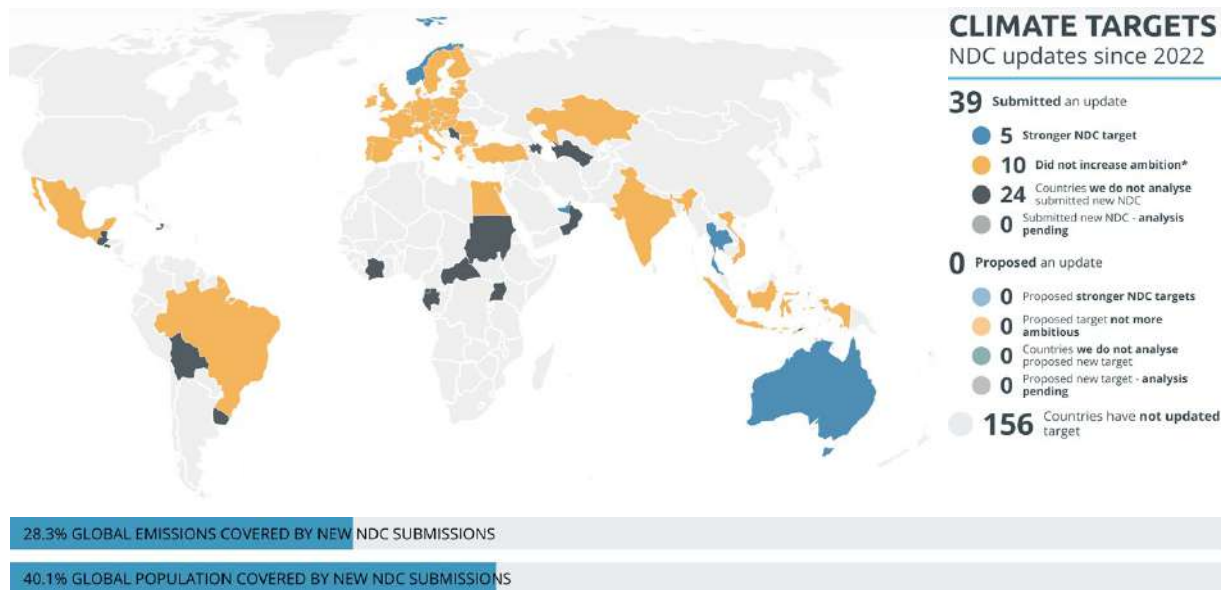 CLIMATE TARGETS
NDC updates since 2022
39 Submitted an update
5 Stronger NDC target
10 Did not increase ambition*
24 Countries we do not analyse
submitted new NDC
0 Submitted new NDC - analysis
pending
0 Proposed an update
0 Proposed stronger NDC targets
0 Proposed target not more
ambitious
0 Countries we do not analyse
proposed new target
0 Proposed new target - analysis
pending
156 Countries have not updated
target
28.3% GLOBAL EMISSIONS COVERED BY NEW NDC SUBMISSIONS
40.1% GLOBAL POPULATION COVERED BY NEW NDC SUBMISSIONS